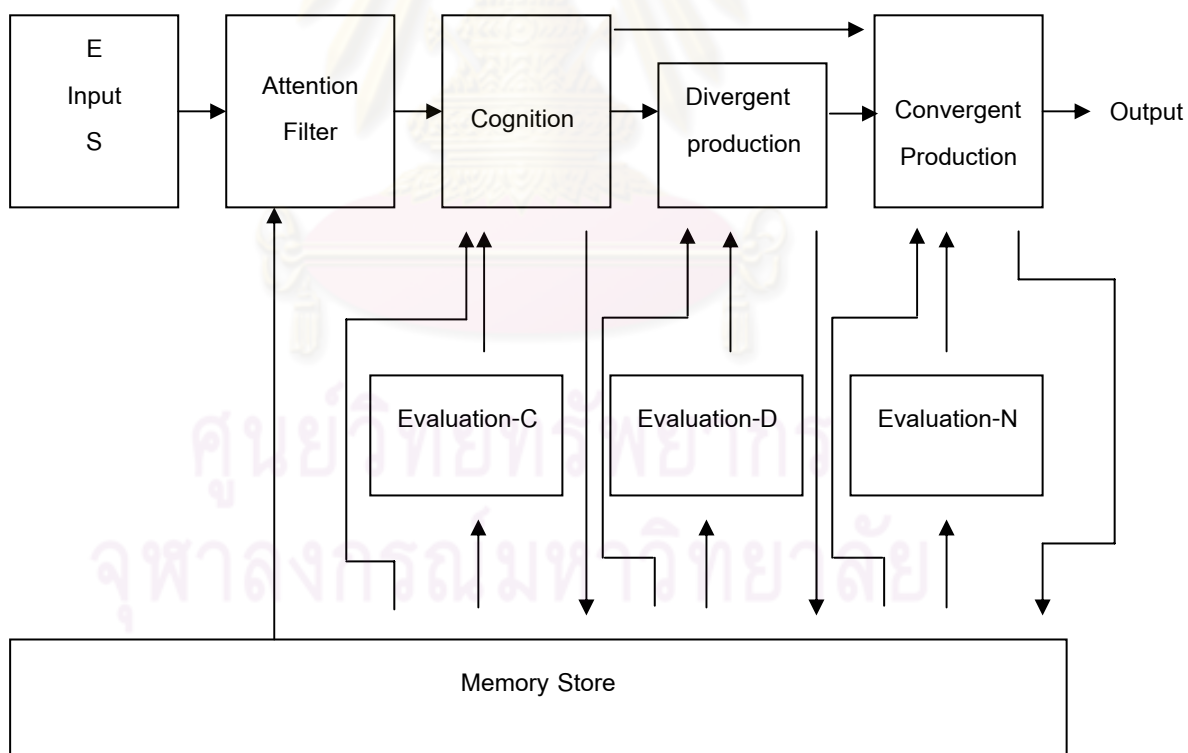 E
Input
S
Attention
Filter
Cognition
Divergent
production
Convergent
Production
Output
Evaluation-C
Evaluation-D
Evaluation-N
ศูนย์วิทยทรัพยากร
จุฬาลงกรณ์มหาวิทยาลัย
Memory Store